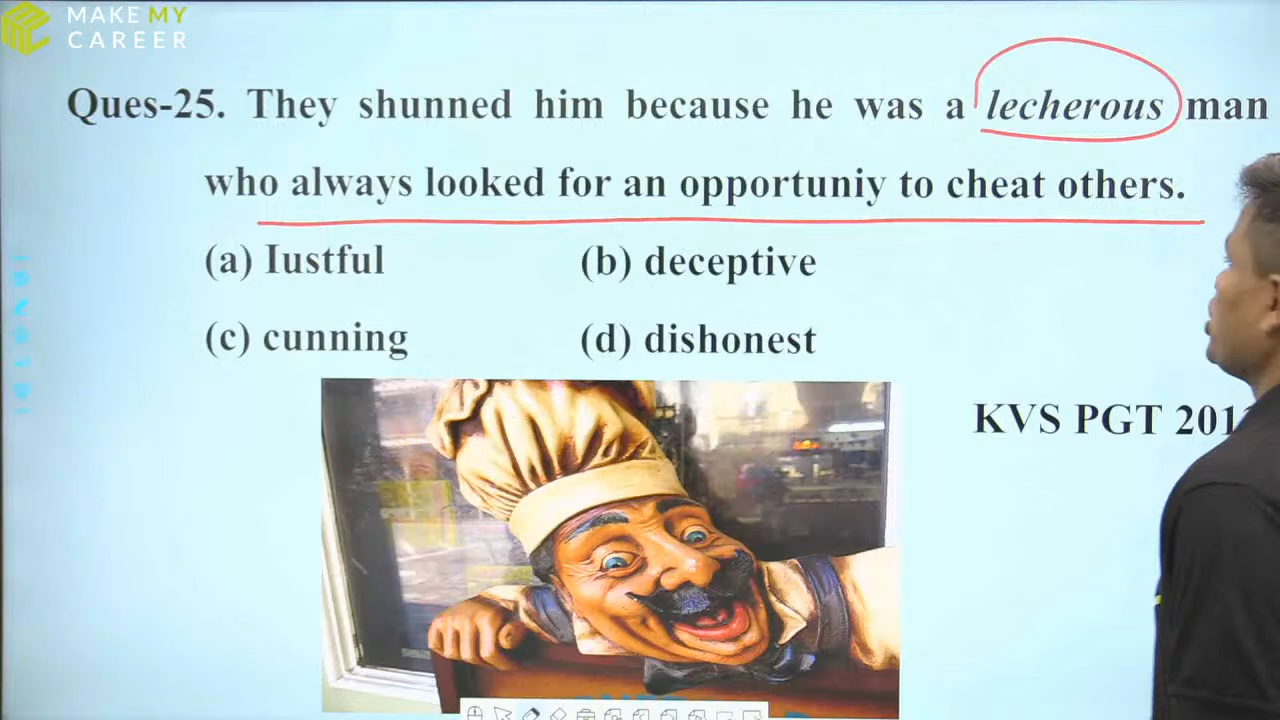 MAKE MY
CAREER
Ques-25. They shunned him because he was a lecherous man
who always looked for an opportuniy to cheat others.
(a) Iustful (b) deceptive
(c) cunning (d) dishonest
KVS PGT 201